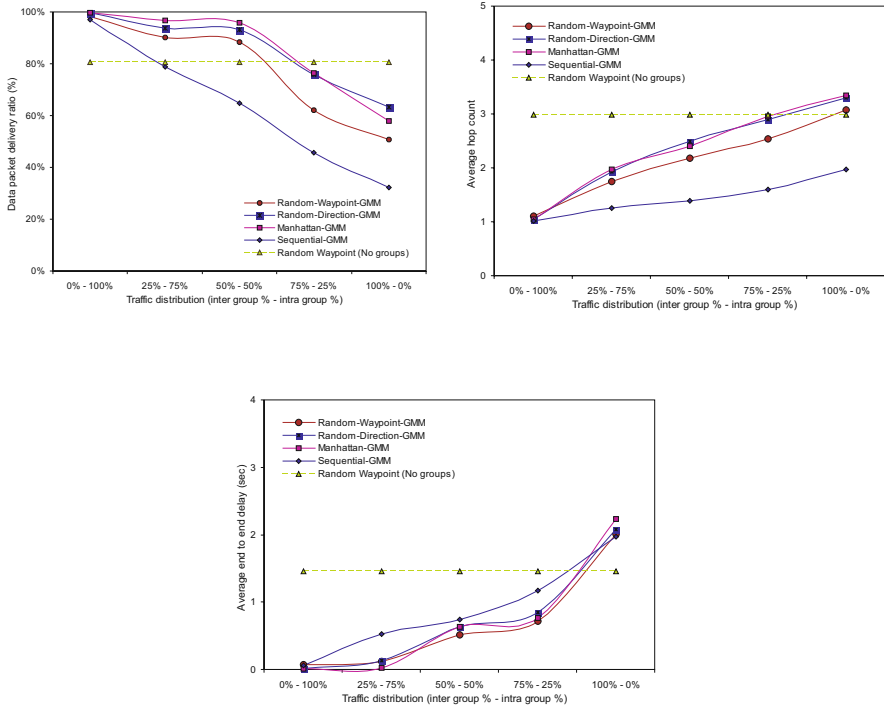 100%
80%
60%
40%
20%
0%
Data packet delivery ratio (%)
Random-Waypoint-GMM
Random-Direction-GMM
Manhattan-GMM
Sequential-GMM
Random Waypoint (No groups)
0% - 100% 25% - 75% 50% - 50% 75% - 25% 100% - 0%
Traffic distribution (inter group % - intra group %)
5
4
3
2
1
0
Average hop count
Random-Waypoint-GMM
Random-Direction-GMM
Manhattan-GMM
Sequential-GMM
Random Waypoint (No groups)
0% - 100% 25% - 75% 50% - 50% 75% - 25% 100% - 0%
Traffic distribution (inter group % - intra group %)
4
3
2
1
0
Average end to end delay (sec)
Random-Waypoint-GMM
Random-Direction-GMM
Manhattan-GMM
Sequential-GMM
Random Waypoint (No groups)
0% - 100% 25% - 75% 50% - 50% 75% - 25% 100% - 0%
Traffic distribution (inter group % - intra group %)